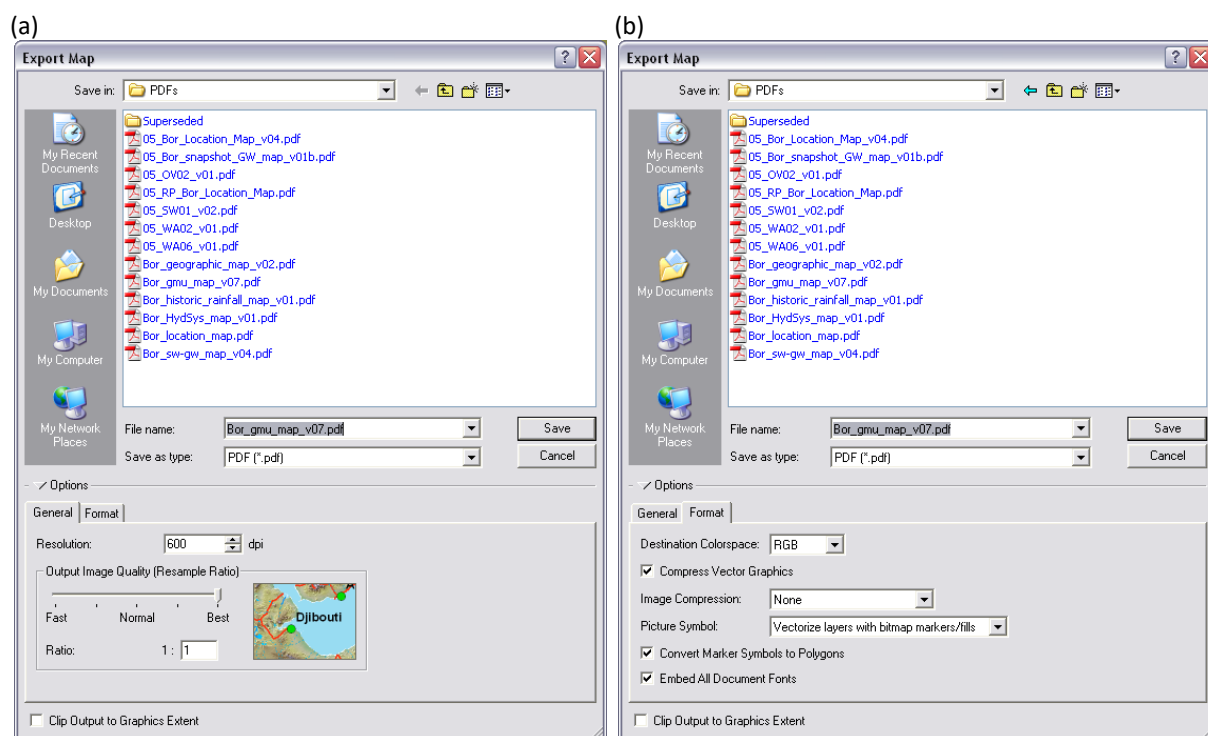 (a)
Export Map
Save in: PDFs
My Recent Documents
Desktop
My Documents
My Computer
My Network Places
Superseded
05_Bor_Location_Map_v04.pdf
05_Bor_snapshot_GW_map_v01b.pdf
05_OV02_v01.pdf
05_RP_Bor_Location_Map.pdf
05_SW01_v02.pdf
05_WA02_v01.pdf
05_WA06_v01.pdf
Bor_geographic_map_v02.pdf
Bor_gmu_map_v07.pdf
Bor_historic_rainfall_map_v01.pdf
Bor_HydSys_map_v01.pdf
Bor_location_map.pdf
Bor_sw-gw_map_v04.pdf
File name: Bor_gmu_map_v07.pdf Save
Save as type: PDF (*.pdf) Cancel
Options
General Format
Resolution: 600 dpi
Output Image Quality (Resample Ratio)
Fast Normal Best
Djibouti
Ratio: 1 : 1
Clip Output to Graphics Extent
(b)
Export Map
Save in: PDFs
My Recent Documents
Desktop
My Documents
My Computer
My Network Places
Superseded
05_Bor_Location_Map_v04.pdf
05_Bor_snapshot_GW_map_v01b.pdf
05_OV02_v01.pdf
05_RP_Bor_Location_Map.pdf
05_SW01_v02.pdf
05_WA02_v01.pdf
05_WA06_v01.pdf
Bor_geographic_map_v02.pdf
Bor_gmu_map_v07.pdf
Bor_historic_rainfall_map_v01.pdf
Bor_HydSys_map_v01.pdf
Bor_location_map.pdf
Bor_sw-gw_map_v04.pdf
File name: Bor_gmu_map_v07.pdf Save
Save as type: PDF (*.pdf) Cancel
Options
General Format
Destination Colorspace: RGB
Compress Vector Graphics
Image Compression: None
Picture Symbol: Vectorize layers with bitmap markers/fills
Convert Marker Symbols to Polygons
Embed All Document Fonts
Clip Output to Graphics Extent